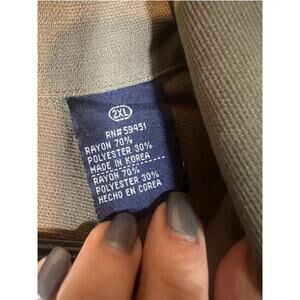 2XL
RN#59451
RAYON 70%
POLYESTER 30%
MADE IN KOREA
RAYON 70%
POLYESTER 30%
HECHO EN COREA